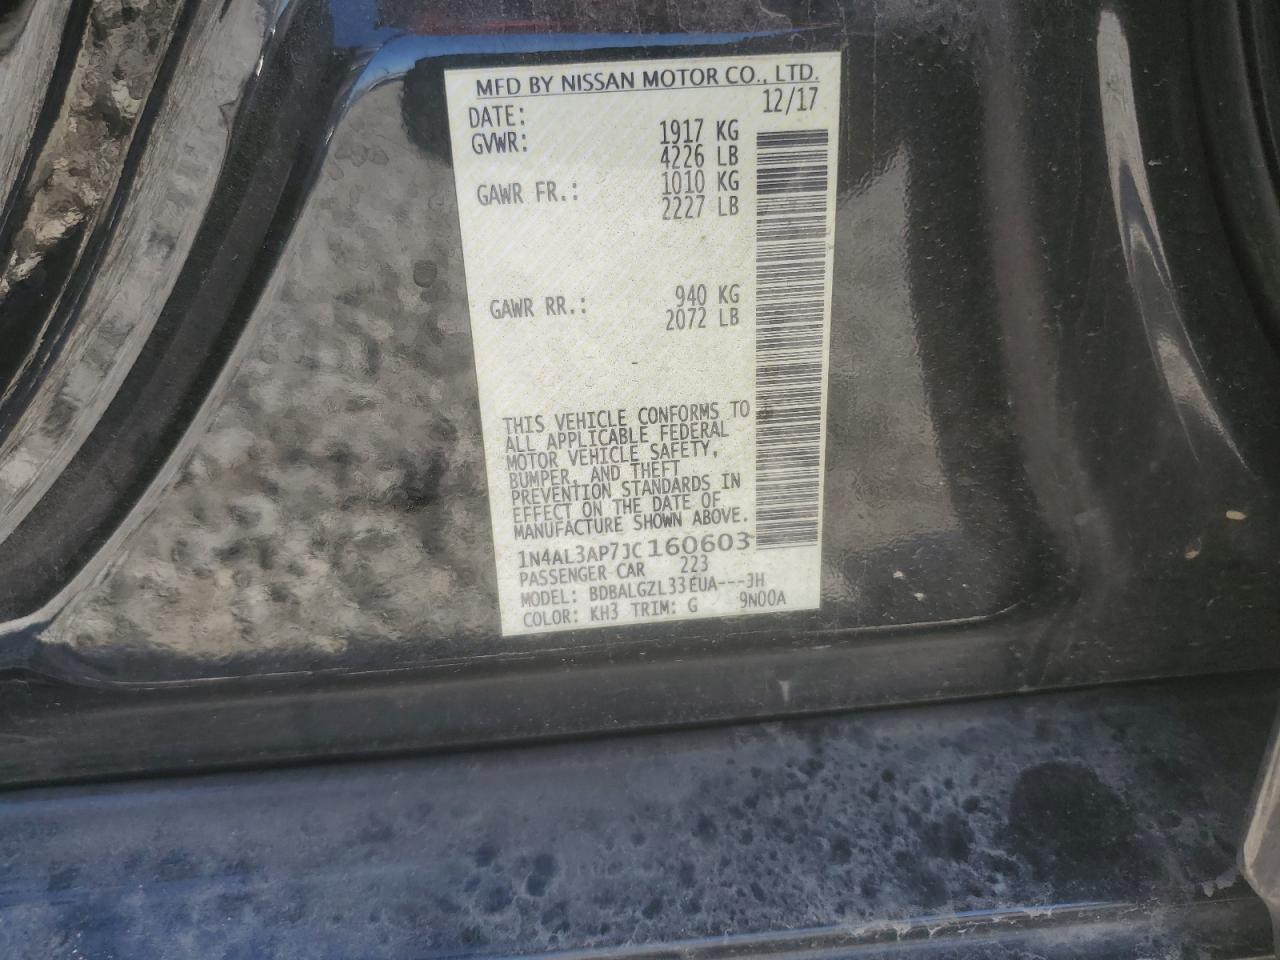 MFD BY NISSAN MOTOR CO., LTD.
DATE: 12/17
GVWR: 1917 KG
4226 LB
GAWR FR.: 1010 KG
2227 LB
GAWR RR.: 940 KG
2072 LB
THIS VEHICLE CONFORMS TO
ALL APPLICABLE FEDERAL
MOTOR VEHICLE SAFETY,
BUMPER, AND THEFT
PREVENTION STANDARDS IN
EFFECT ON THE DATE OF
MANUFACTURE SHOWN ABOVE.
1N4AL3AP7JC160603
PASSENGER CAR 223
MODEL: BDBALGZL33EUA---3H
COLOR: KH3 TRIM: G 9N00A